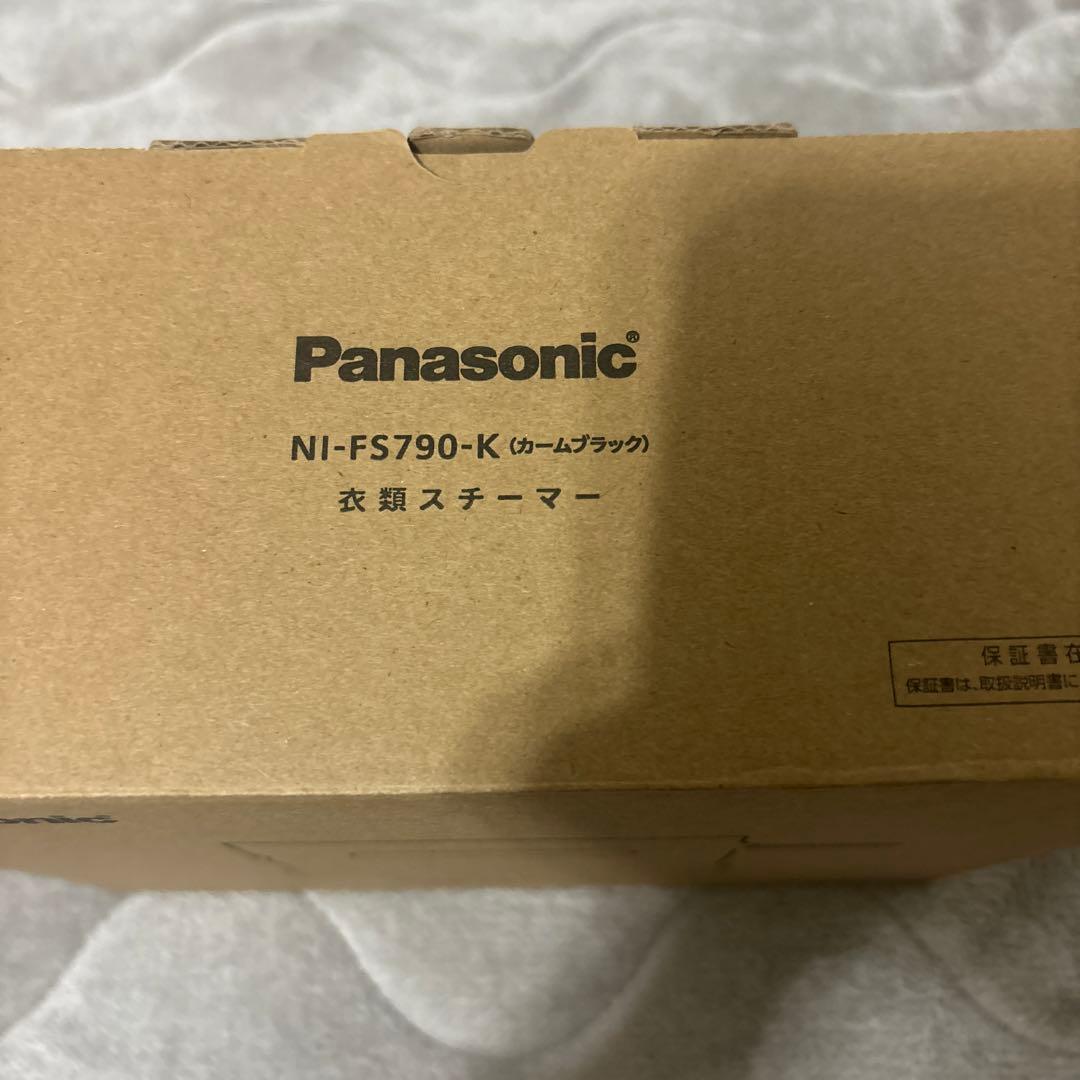 Panasonic®
NI-FS790-K（カームブラック）
衣類スチーマー
保証書在
保証書は、取扱説明書に